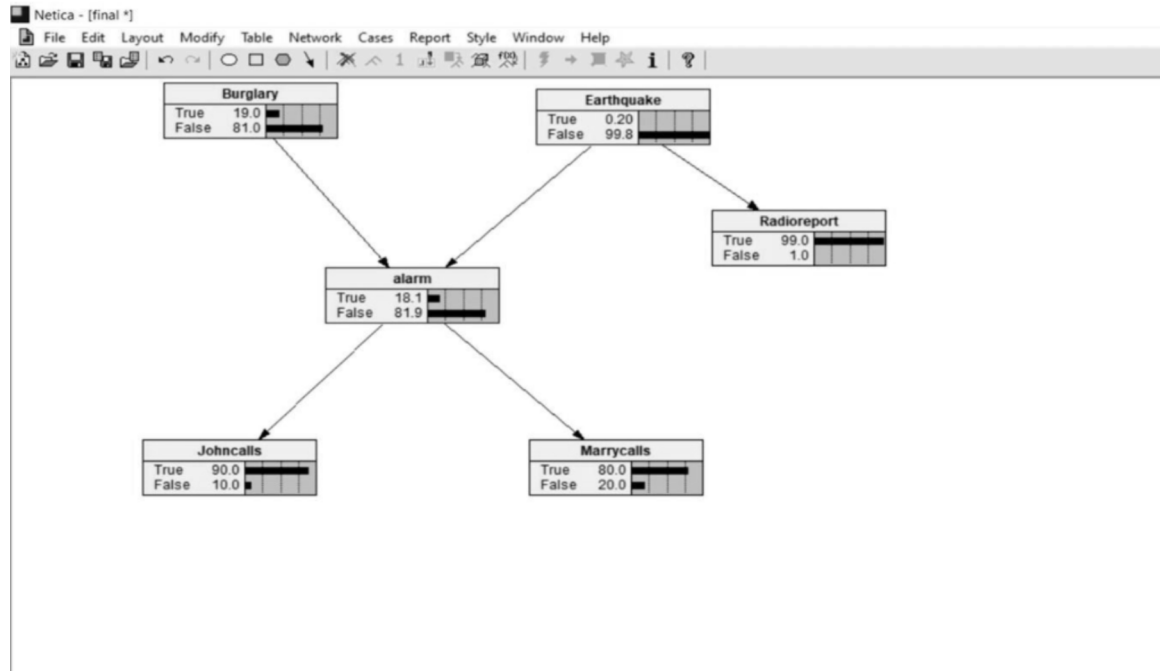 Netica - [final *]
File Edit Layout Modify Table Network Cases Report Style Window Help
1 f(x) i ?
Burglary
True 19.0
False 81.0
Earthquake
True 0.20
False 99.8
Radioreport
True 99.0
False 1.0
alarm
True 18.1
False 81.9
Johncalls
True 90.0
False 10.0
Marrycalls
True 80.0
False 20.0